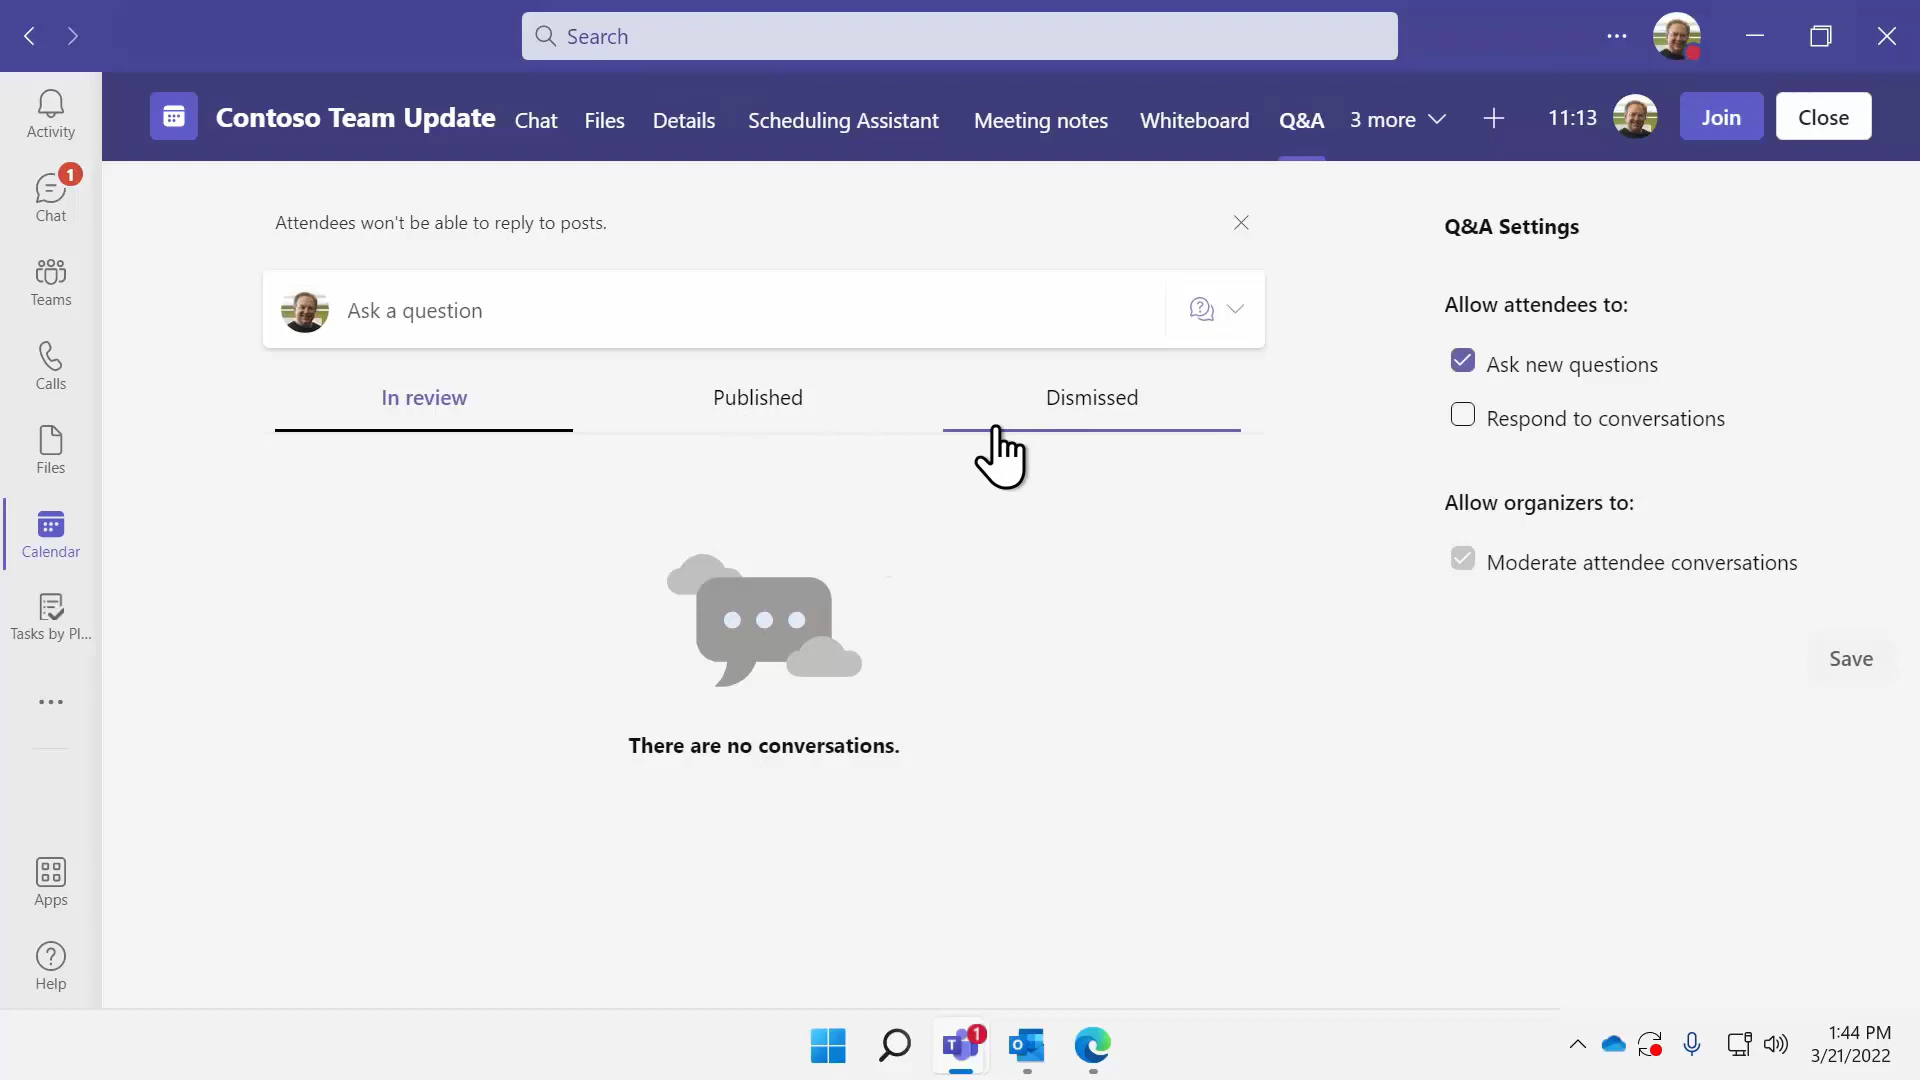 Search
Activity
1
Chat
Teams
Calls
Files
Calendar
Tasks by Pl...
Apps
Help
Contoso Team Update
Chat
Files
Details
Scheduling Assistant
Meeting notes
Whiteboard
Q&A
3 more
11:13
Join
Close
Attendees won't be able to reply to posts.
Ask a question
In review
Published
Dismissed
There are no conversations.
Q&A Settings
Allow attendees to:
Ask new questions
Respond to conversations
Allow organizers to:
Moderate attendee conversations
Save
T
1
O
1:44 PM
3/21/2022